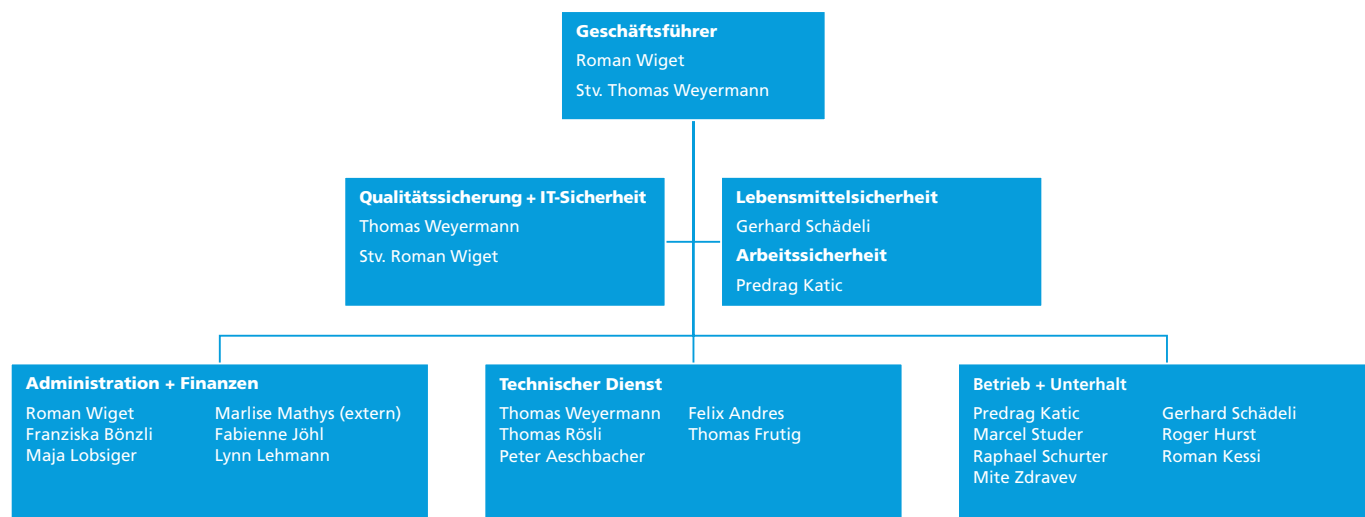 Geschäftsführer
Roman Wiget
Stv. Thomas Weyermann
Qualitätssicherung + IT-Sicherheit
Thomas Weyermann
Stv. Roman Wiget
Lebensmittelsicherheit
Gerhard Schädeli
Arbeitssicherheit
Predrag Katic
Administration + Finanzen
Roman Wiget
Franziska Bönzli
Maja Lobsiger
Marlise Mathys (extern)
Fabienne Jöhl
Lynn Lehmann
Technischer Dienst
Thomas Weyermann
Thomas Rösli
Peter Aeschbacher
Felix Andres
Thomas Frutig
Betrieb + Unterhalt
Predrag Katic
Marcel Studer
Raphael Schurter
Mite Zdravev
Gerhard Schädeli
Roger Hurst
Roman Kessi